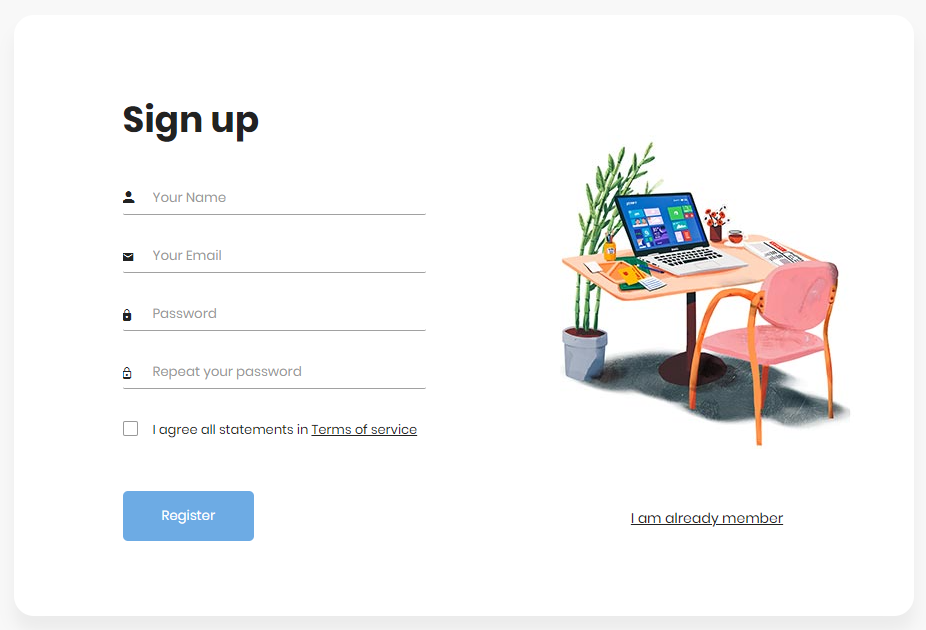 Sign up
Your Name
Your Email
Password
Repeat your password
I agree all statements in Terms of service
Register
I am already member